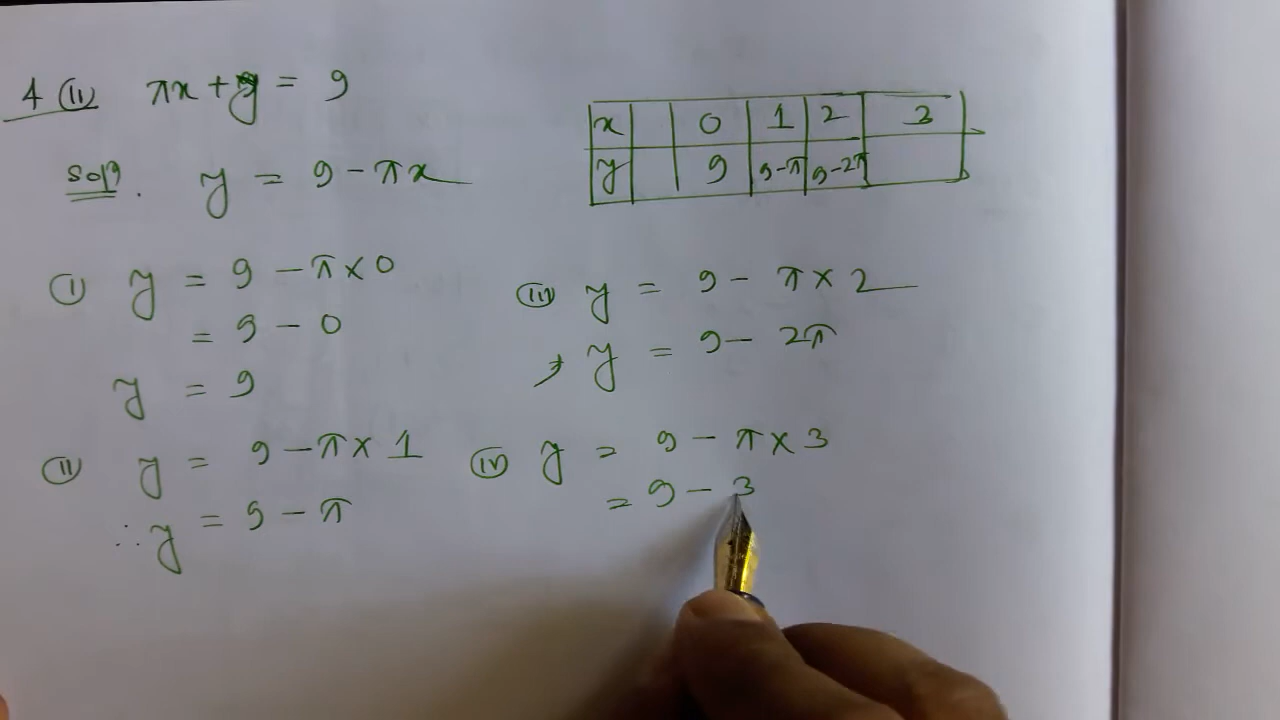 4 (ii) πx + y = 9
Solⁿ. y = 9 - πx
x 0 1 2 3
y 9 9-π 9-2π
(i) y = 9 - π × 0
= 9 - 0
y = 9
(ii) y = 9 - π × 1
∴ y = 9 - π
(iii) y = 9 - π × 2
, y = 9 - 2π
(iv) y = 9 - π × 3
= 9 - 3